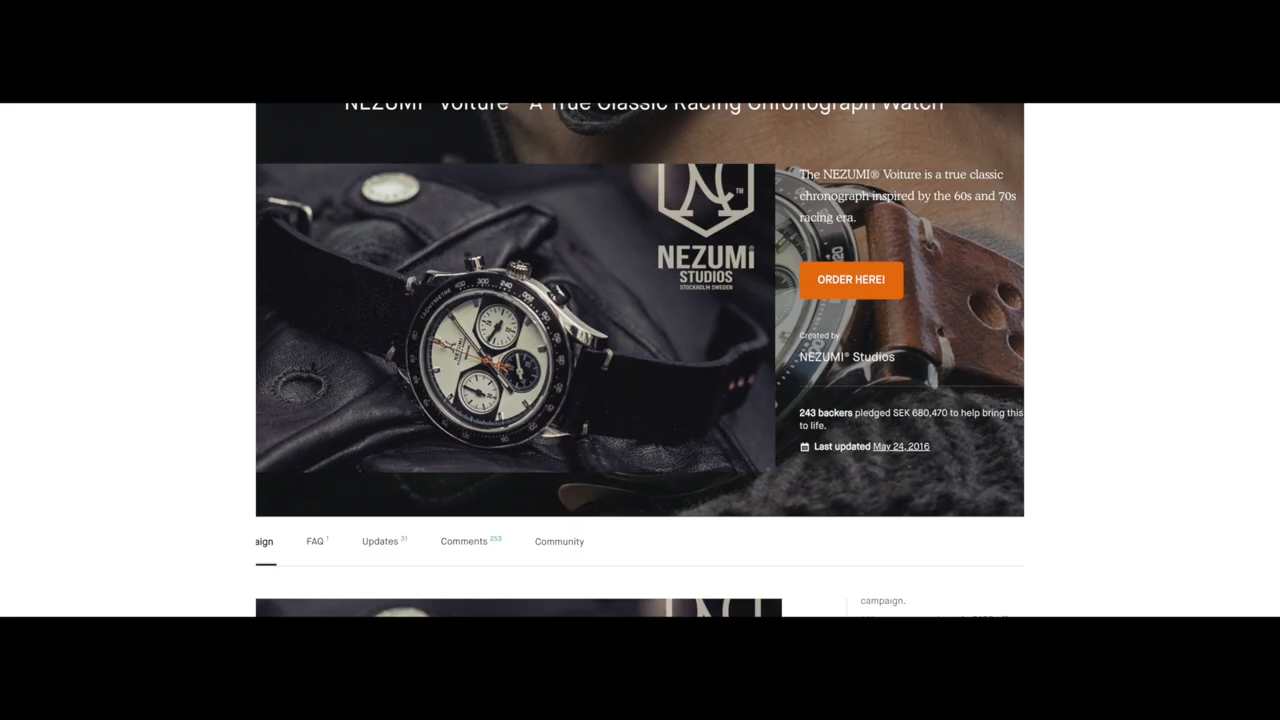 NEZUMI® Voiture - A True Classic Racing Chronograph Watch
TM
NEZUMi
STUDIOS
STOCKHOLM SWEDEN
The NEZUMI® Voiture is a true classic
chronograph inspired by the 60s and 70s
racing era.
ORDER HERE!
Created by
NEZUMI® Studios
243 backers pledged SEK 680,470 to help bring this
to life.
Last updated May 24, 2016
aign FAQ 1 Updates 31 Comments 253 Community
campaign.